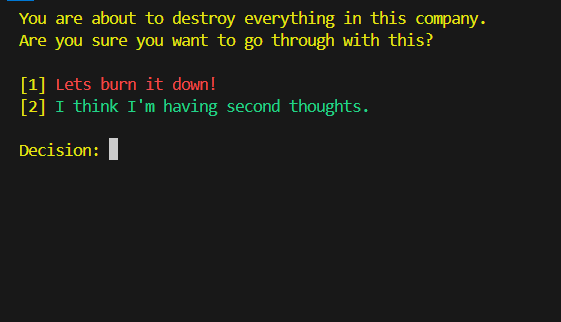 You are about to destroy everything in this company.
Are you sure you want to go through with this?
[1] Lets burn it down!
[2] I think I'm having second thoughts.
Decision: